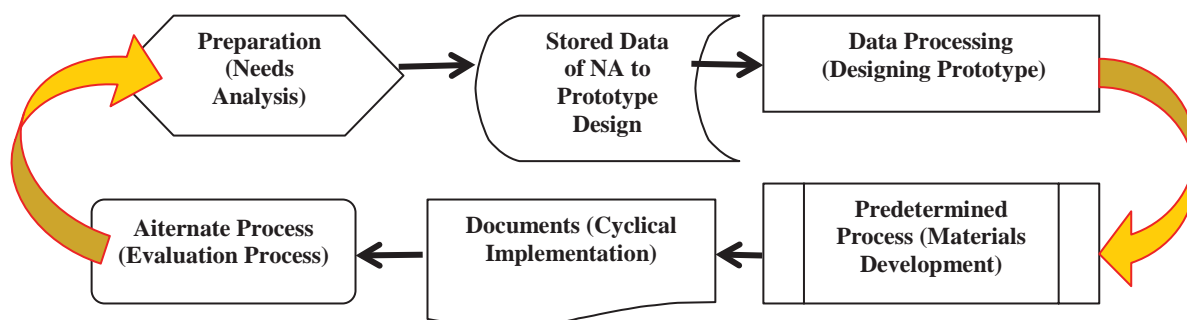 Preparation
(Needs
Analysis)
Stored Data
of NA to
Prototype
Design
Data Processing
(Designing Prototype)
Predetermined
Process (Materials
Development)
Documents (Cyclical
Implementation)
Aiternate Process
(Evaluation Process)